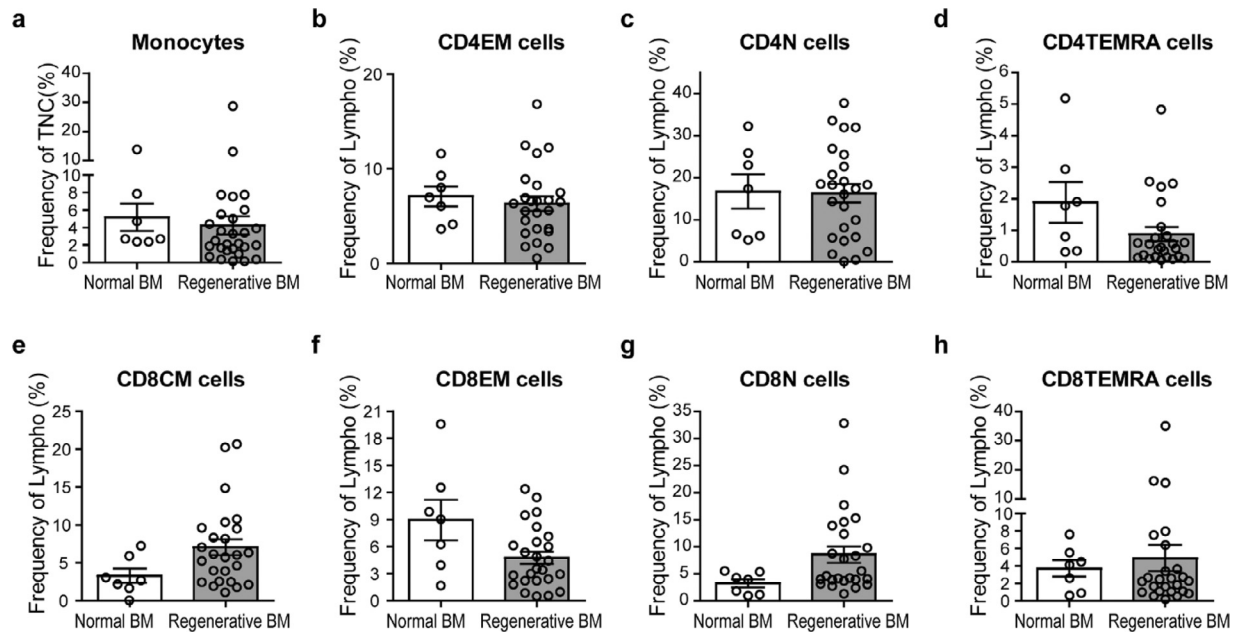 a
Monocytes
Frequency of TNC(%)
40
30
20
10
10
8
6
4
2
0
Normal BM Regenerative BM
b
CD4EM cells
Frequency of Lympho (%)
20
10
0
Normal BM Regenerative BM
c
CD4N cells
Frequency of Lympho (%)
40
30
20
10
0
Normal BM Regenerative BM
d
CD4TEMRA cells
Frequency of Lympho (%)
6
5
4
3
2
1
0
Normal BM Regenerative BM
e
CD8CM cells
Frequency of Lympho (%)
25
20
15
10
5
0
Normal BM Regenerative BM
f
CD8EM cells
Frequency of Lympho (%)
21
18
15
12
9
6
3
0
Normal BM Regenerative BM
g
CD8N cells
Frequency of Lympho (%)
35
30
25
20
15
10
5
0
Normal BM Regenerative BM
h
CD8TEMRA cells
Frequency of Lympho (%)
40
30
20
10
10
8
6
4
2
0
Normal BM Regenerative BM